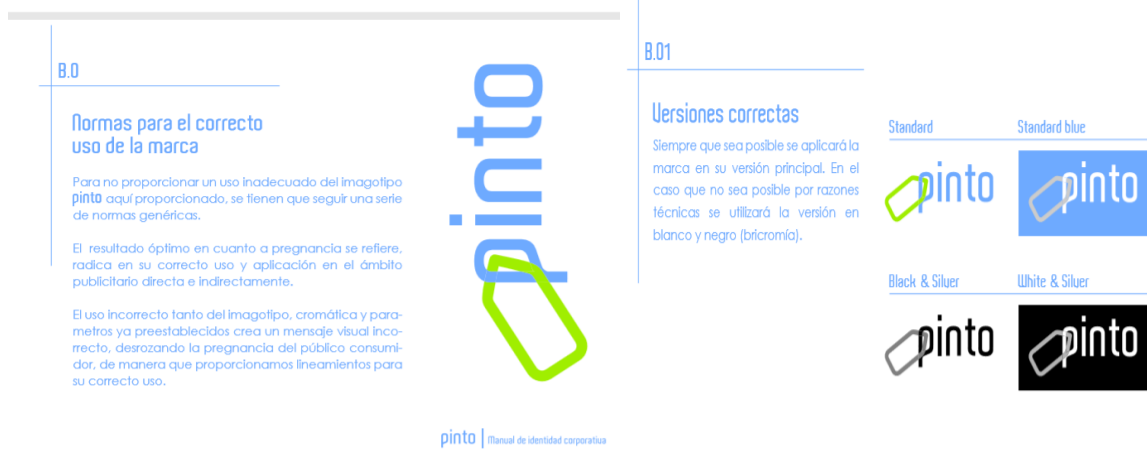 B.0
Normas para el correcto
uso de la marca
Para no proporcionar un uso inadecuado del imagotipo
pinto aquí proporcionado, se tienen que seguir una serie
de normas genéricas.
El resultado óptimo en cuanto a pregnancia se refiere,
radica en su correcto uso y aplicación en el ámbito
publicitario directa e indirectamente.
El uso incorrecto tanto del imagotipo, cromática y para-
metros ya preestablecidos crea un mensaje visual inco-
rrecto, desrozando la pregnancia del público consumi-
dor, de manera que proporcionamos lineamientos para
su correcto uso.
pinto
pinto | Manual de identidad corporativa
B.01
Versiones correctas
Siempre que sea posible se aplicará la
marca en su versión principal. En el
caso que no sea posible por razones
técnicas se utilizará la versión en
blanco y negro (bricromía).
Standard
Standard blue
pinto
pinto
Black & Silver
White & Silver
pinto
pinto